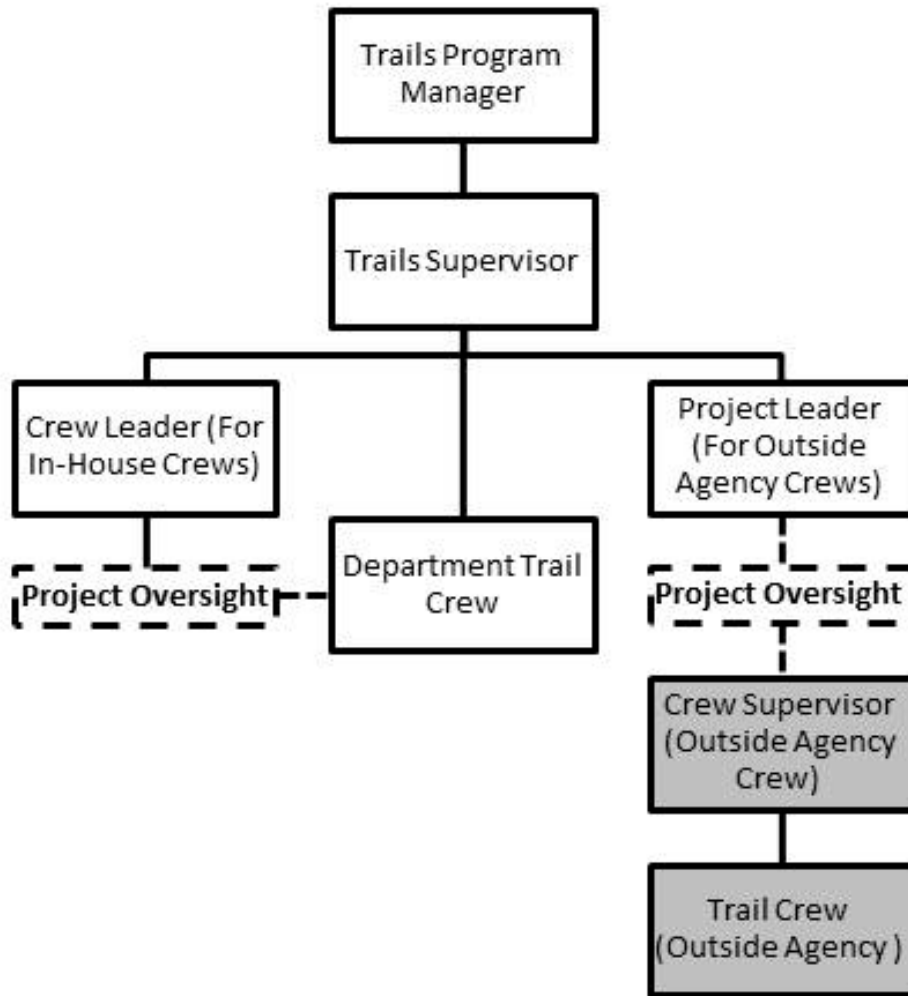 Trails Program
Manager
Trails Supervisor
Crew Leader (For
In-House Crews)
Project Leader
(For Outside
Agency Crews)
Project Oversight
Department Trail
Crew
Project Oversight
Crew Supervisor
(Outside Agency
Crew)
Trail Crew
(Outside Agency )